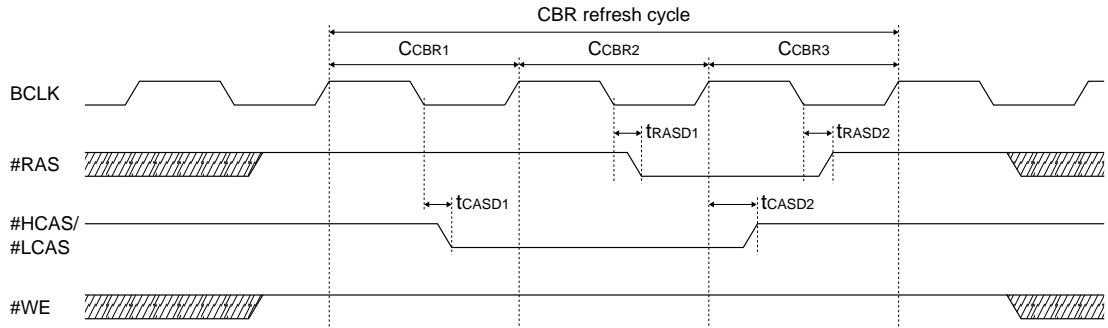 CBR refresh cycle
CCBR1 CCBR2 CCBR3
BCLK
tRASD1 tRASD2
#RAS
tCASD1 tCASD2
#HCAS/
#LCAS
#WE